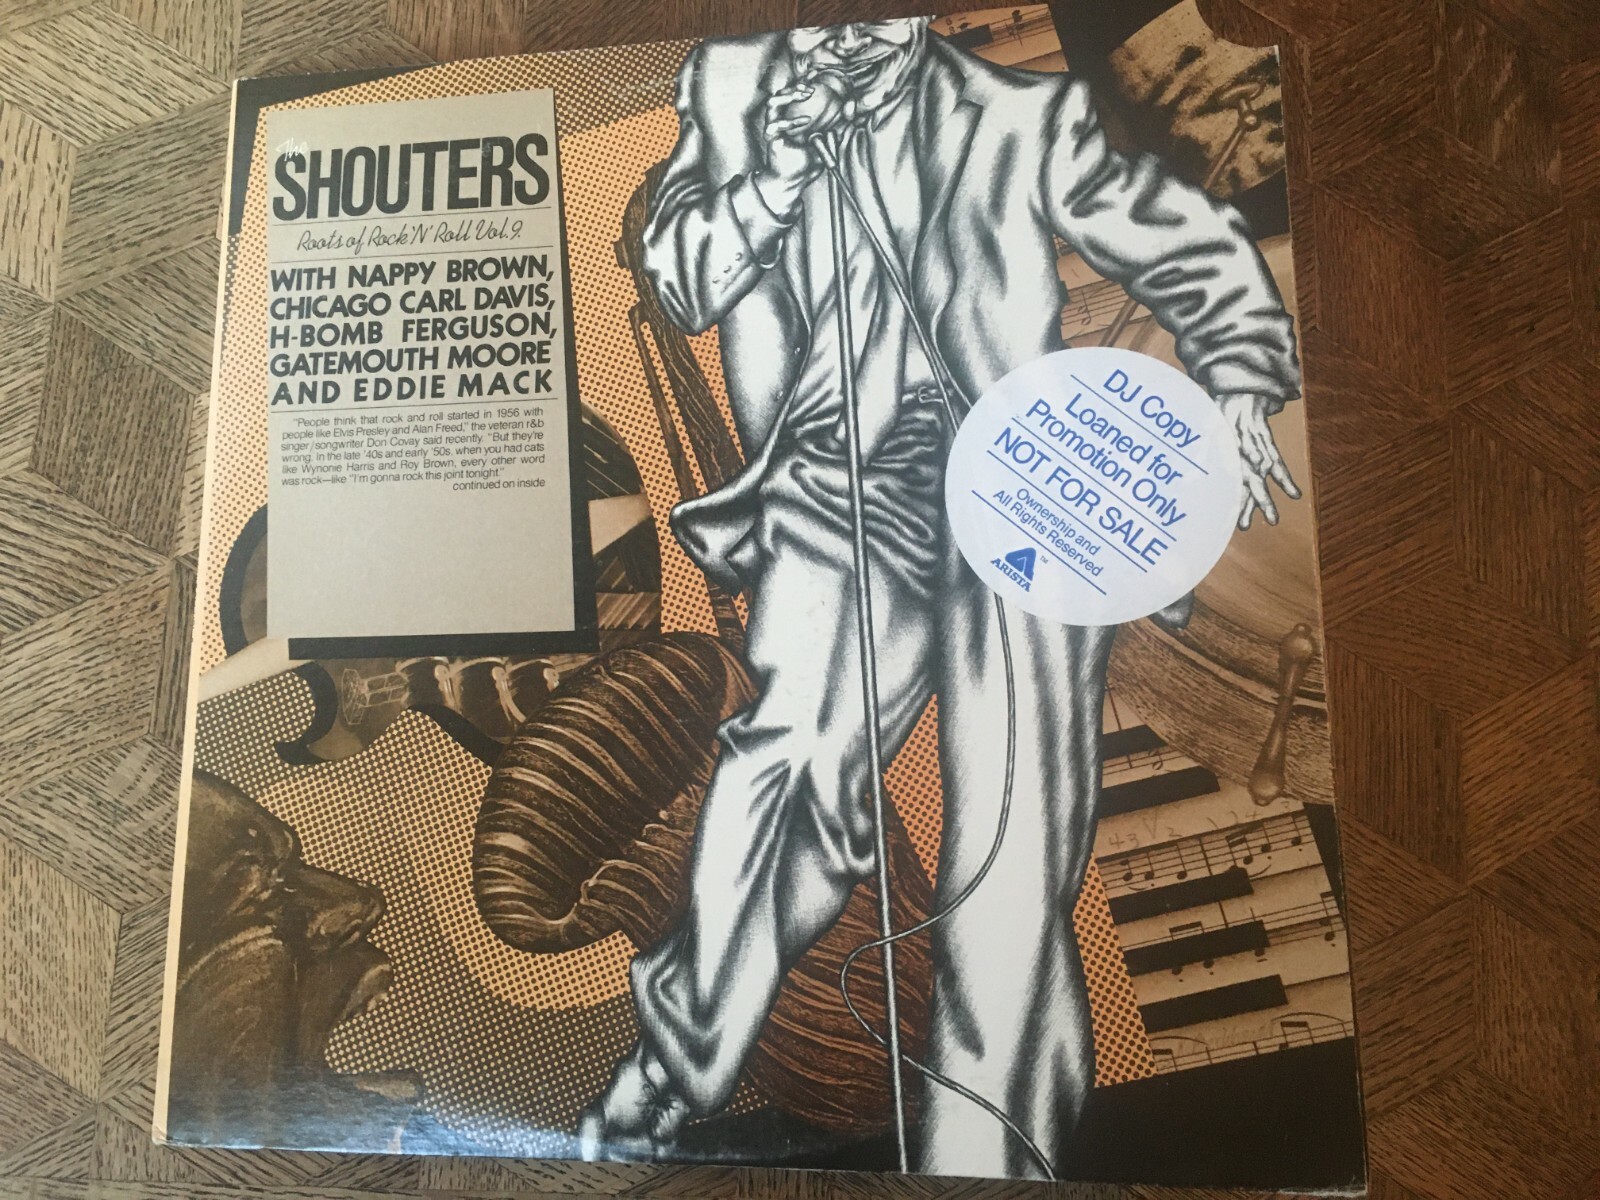 The
SHOUTERS
Roots of Rock 'N' Roll Vol. 9.
WITH NAPPY BROWN,
CHICAGO CARL DAVIS,
H-BOMB FERGUSON,
GATEMOUTH MOORE
AND EDDIE MACK
"People think that rock and roll started in 1956 with
people like Elvis Presley and Alan Freed," the veteran r&b
singer/songwriter Don Covay said recently. "But they're
wrong. In the late '40s and early '50s, when you had cats
like Wynonie Harris and Roy Brown, every other word
was rock—like "I'm gonna rock this joint tonight."
continued on inside
DJ Copy
Loaned for
Promotion Only
NOT FOR SALE
Ownership and
All Rights Reserved
ARISTA TM